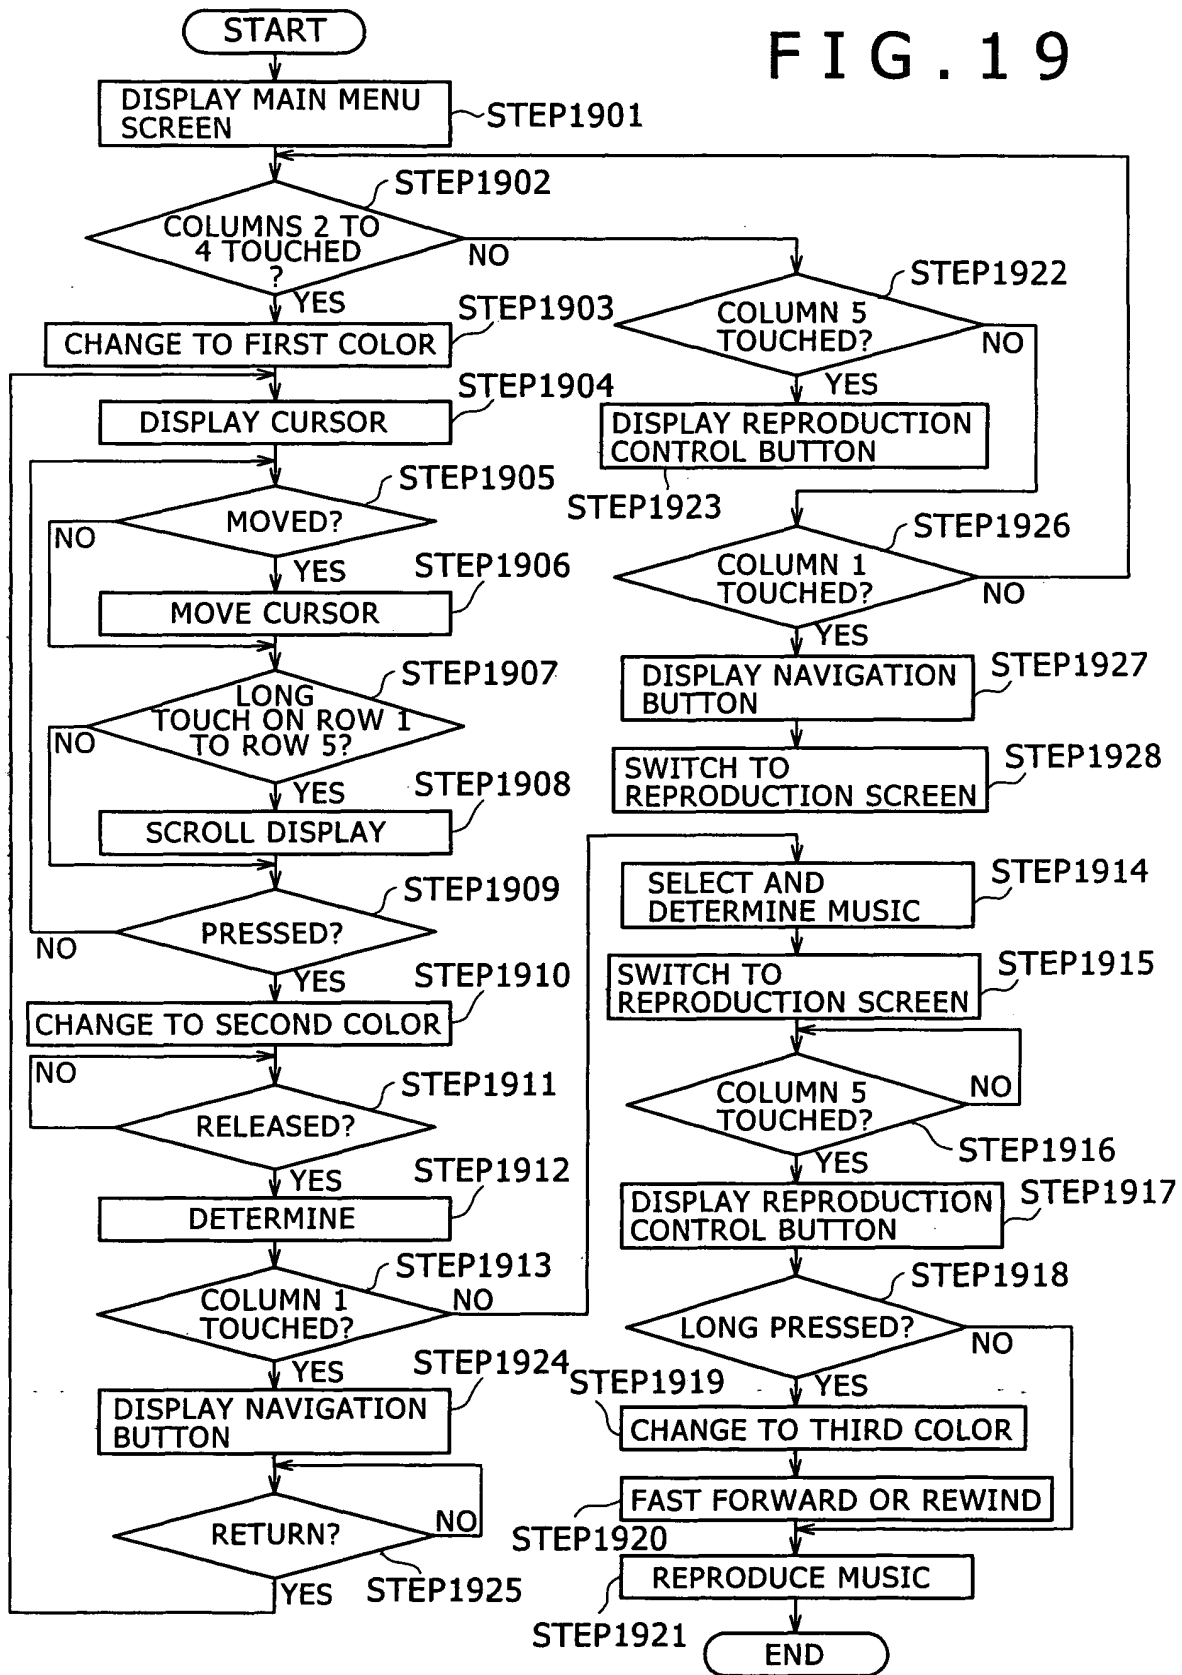 FIG.19
START
DISPLAY MAIN MENU
SCREEN
STEP1901
STEP1902
COLUMNS 2 TO
4 TOUCHED
?
NO
YES
STEP1903
CHANGE TO FIRST COLOR
STEP1904
DISPLAY CURSOR
STEP1905
MOVED?
NO
YES
STEP1906
MOVE CURSOR
STEP1907
LONG
TOUCH ON ROW 1
TO ROW 5?
NO
YES
STEP1908
SCROLL DISPLAY
STEP1909
PRESSED?
NO
YES
STEP1910
CHANGE TO SECOND COLOR
NO
STEP1911
RELEASED?
YES
STEP1912
DETERMINE
STEP1913
COLUMN 1
TOUCHED?
NO
YES
STEP1924
DISPLAY NAVIGATION
BUTTON
RETURN?
NO
YES
STEP1925
STEP1922
COLUMN 5
TOUCHED?
NO
YES
DISPLAY REPRODUCTION
CONTROL BUTTON
STEP1923
STEP1926
COLUMN 1
TOUCHED?
NO
YES
STEP1927
DISPLAY NAVIGATION
BUTTON
STEP1928
SWITCH TO
REPRODUCTION SCREEN
STEP1914
SELECT AND
DETERMINE MUSIC
STEP1915
SWITCH TO
REPRODUCTION SCREEN
COLUMN 5
TOUCHED?
NO
STEP1916
YES
STEP1917
DISPLAY REPRODUCTION
CONTROL BUTTON
STEP1918
LONG PRESSED?
NO
YES
STEP1919
CHANGE TO THIRD COLOR
FAST FORWARD OR REWIND
STEP1920
REPRODUCE MUSIC
STEP1921
END